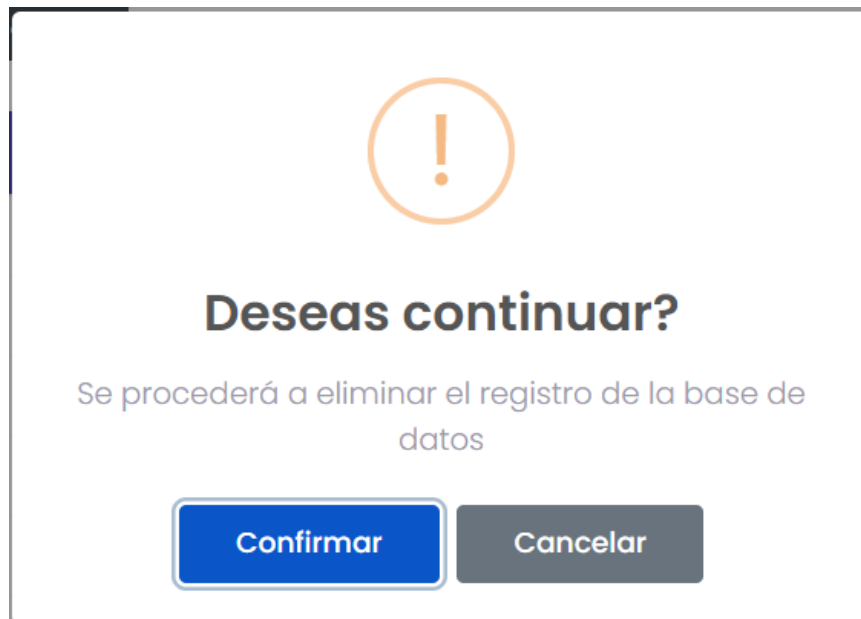 Deseas continuar?
Se procederá a eliminar el registro de la base de
datos
Confirmar Cancelar